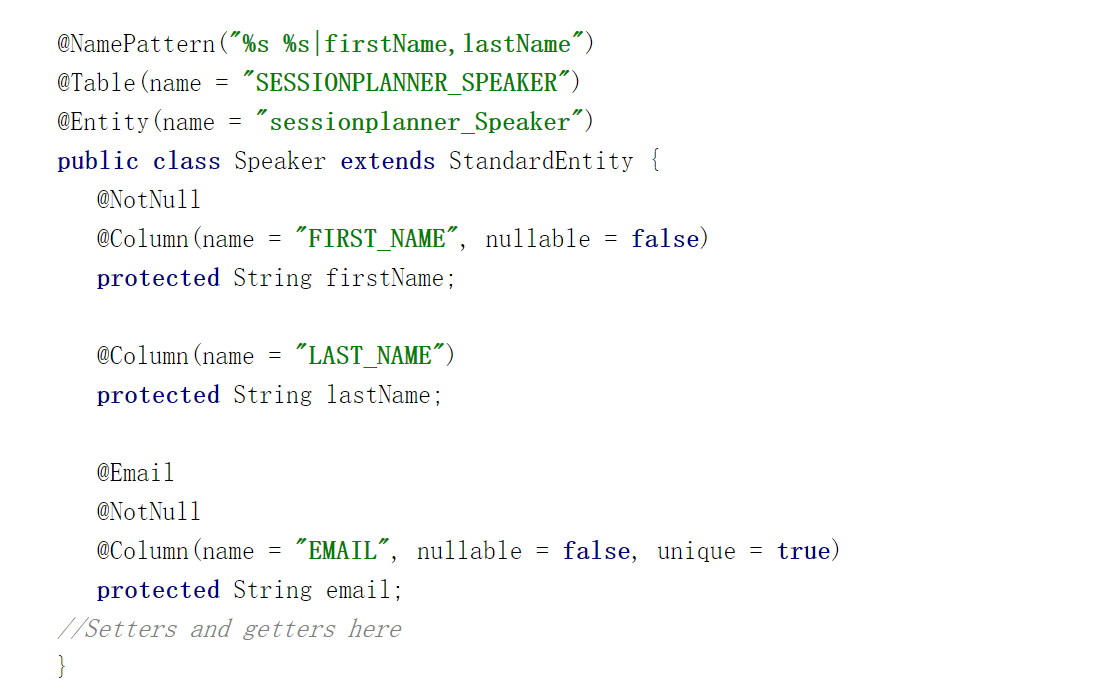 @NamePattern("%s %s|firstName,lastName")
@Table(name = "SESSIONPLANNER_SPEAKER")
@Entity(name = "sessionplanner_Speaker")
public class Speaker extends StandardEntity {
@NotNull
@Column(name = "FIRST_NAME", nullable = false)
protected String firstName;
@Column(name = "LAST_NAME")
protected String lastName;
@Email
@NotNull
@Column(name = "EMAIL", nullable = false, unique = true)
protected String email;
//Setters and getters here
}